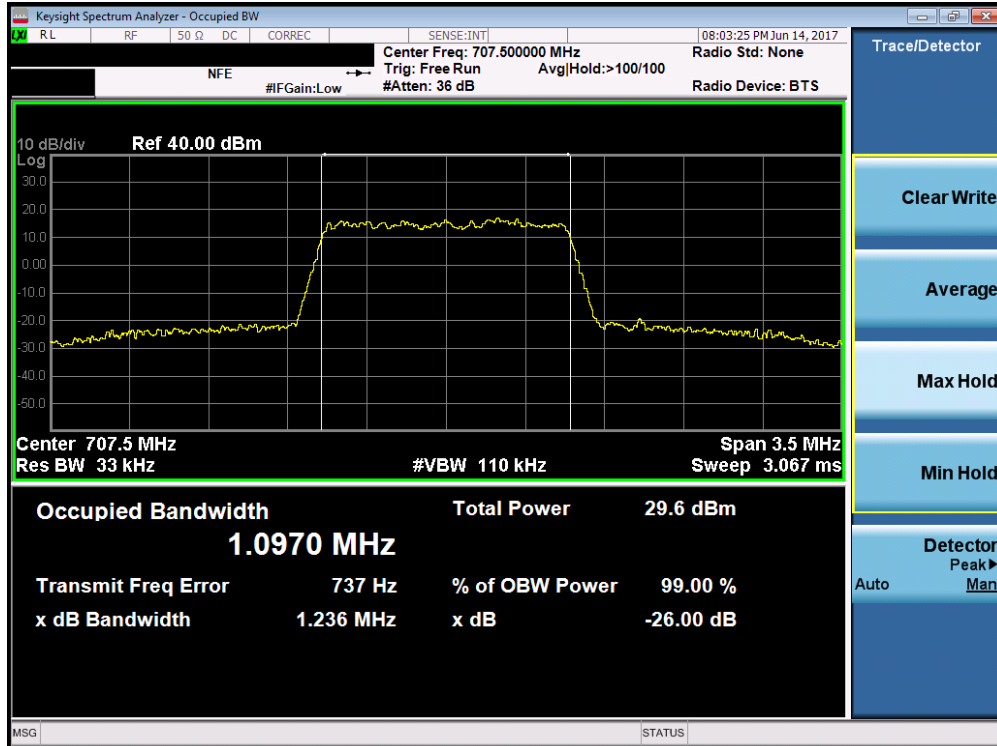 Keysight Spectrum Analyzer - Occupied BW
LXI RL RF 50 Ω DC CORREC SENSE:INT 08:03:25 PM Jun 14, 2017
Center Freq: 707.500000 MHz Radio Std: None
NFE Trig: Free Run Avg|Hold:>100/100
#IFGain:Low #Atten: 36 dB Radio Device: BTS
10 dB/div Ref 40.00 dBm
Log
30.0
20.0
10.0
0.00
-10.0
-20.0
-30.0
-40.0
-50.0
Center 707.5 MHz Span 3.5 MHz
Res BW 33 kHz #VBW 110 kHz Sweep 3.067 ms
Occupied Bandwidth Total Power 29.6 dBm
1.0970 MHz
Transmit Freq Error 737 Hz % of OBW Power 99.00 %
x dB Bandwidth 1.236 MHz x dB -26.00 dB
MSG STATUS
Trace/Detector
Clear Write
Average
Max Hold
Min Hold
Detector
Peak▶
Auto Man